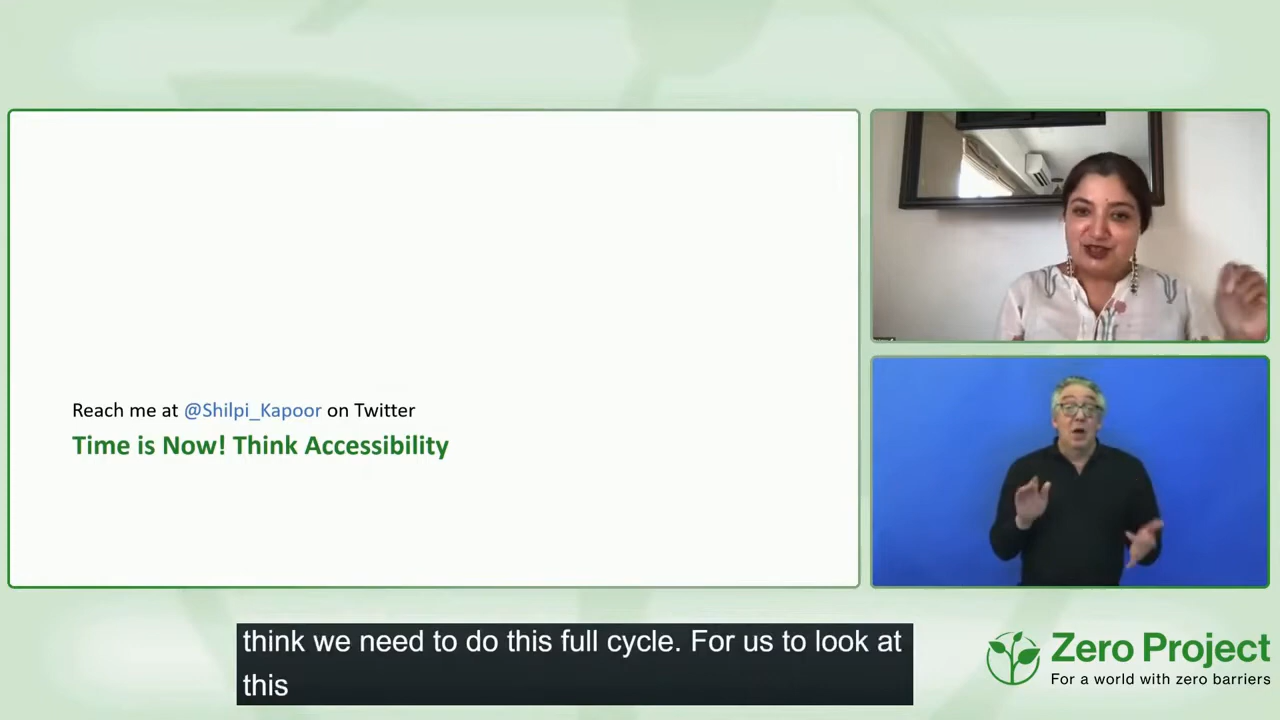 Reach me at @Shilpi_Kapoor on Twitter
Time is Now! Think Accessibility
think we need to do this full cycle. For us to look at
this
Zero Project
For a world with zero barriers